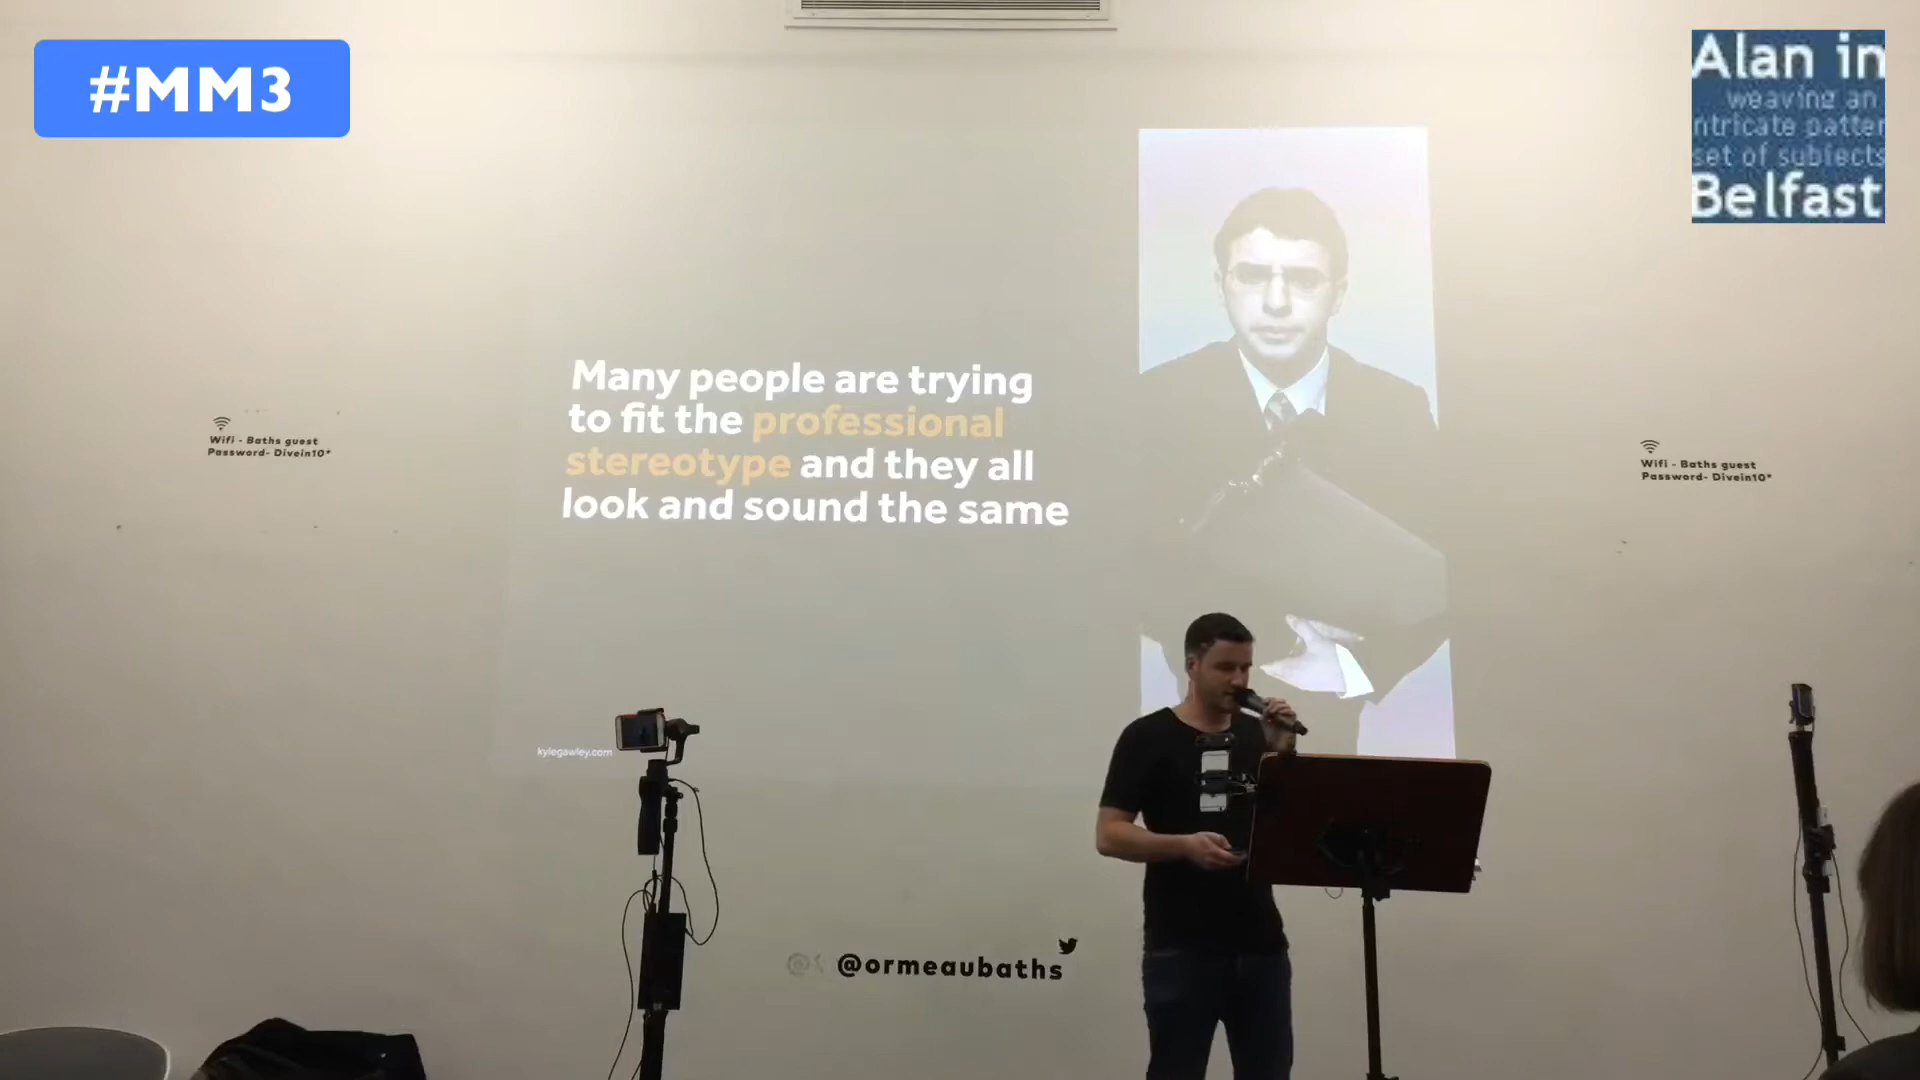 #MM3
Alan in
weaving an
ntricate patter
set of subjects
Belfast
Many people are trying
to fit the professional
stereotype and they all
look and sound the same
Wifi - Baths guest
Password- Divein10*
Wifi - Baths guest
Password- Divein10*
kylegawley.com
@ormeaubaths